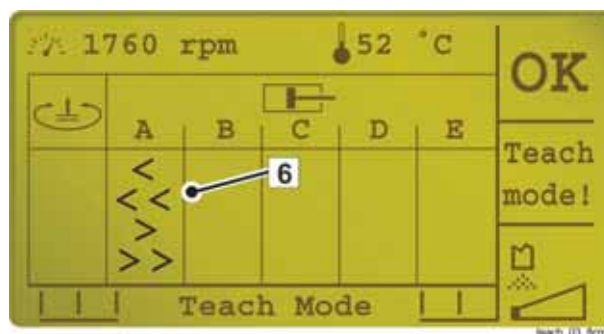 1760 rpm 52 °C
OK
A B C D E
Teach
mode!
<
<<
>
>>
6
Teach Mode